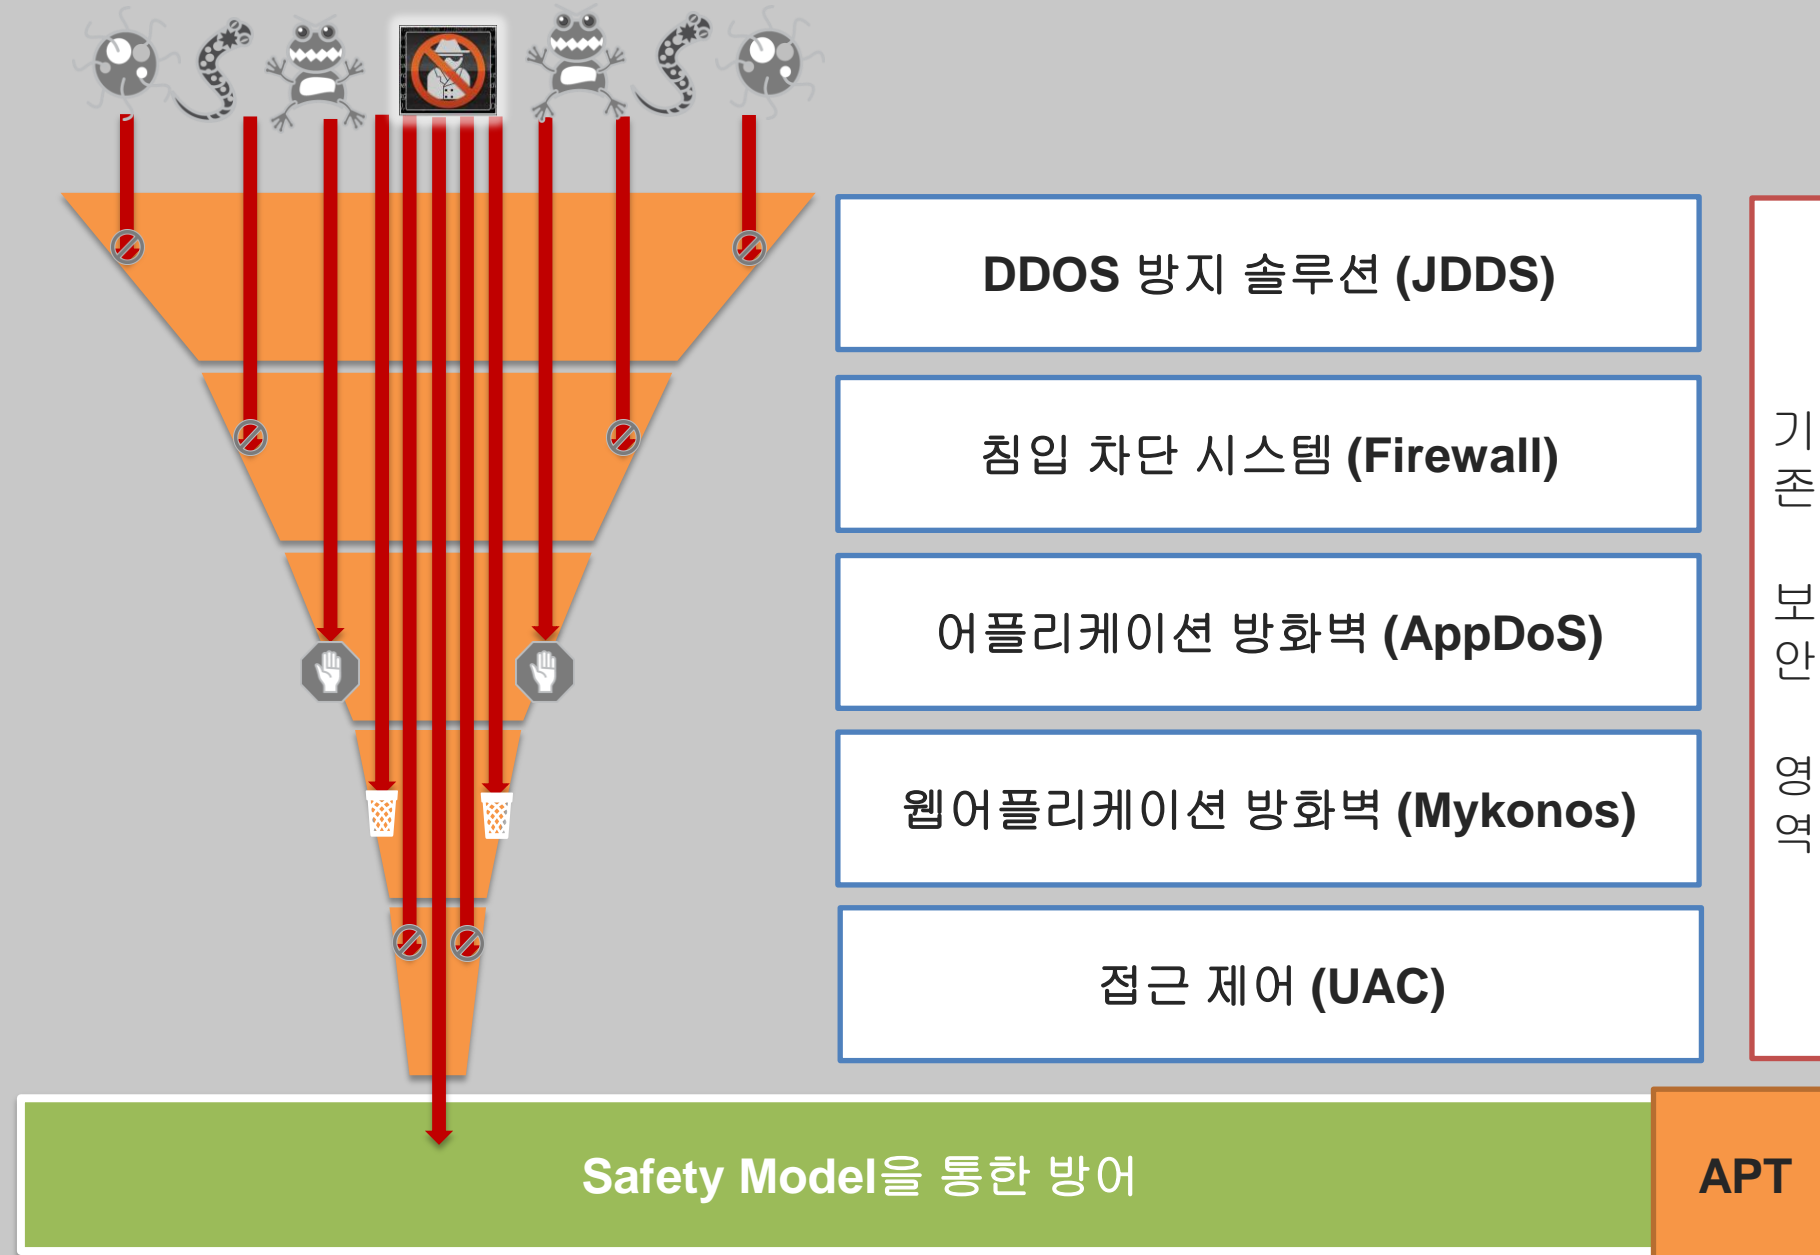 DDOS 방지 솔루션 (JDDS)
침입 차단 시스템 (Firewall)
어플리케이션 방화벽 (AppDoS)
웹어플리케이션 방화벽 (Mykonos)
접근 제어 (UAC)
기
존
보
안
영
역
Safety Model을 통한 방어
APT